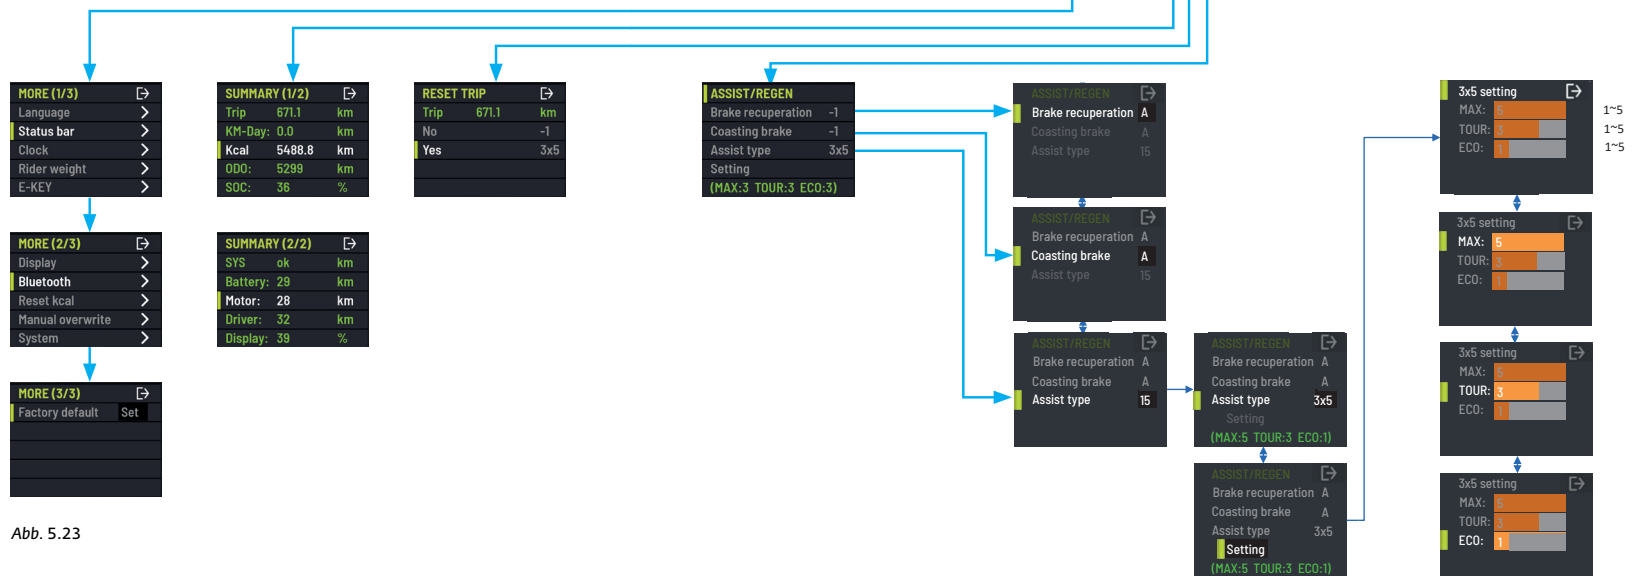 MORE (1/3)
Language
Status bar
Clock
Rider weight
E-KEY
MORE (2/3)
Display
Bluetooth
Reset kcal
Manual overwrite
System
MORE (3/3)
Factory default Set
Abb. 5.23
SUMMARY (1/2)
Trip 671.1 km
KM-Day: 0.0 km
Kcal 5488.8 km
ODO: 5299 km
SOC: 36 %
SUMMARY (2/2)
SYS ok km
Battery: 29 km
Motor: 28 km
Driver: 32 km
Display: 39 %
RESET TRIP
Trip 671.1 km
No -1
Yes 3x5
ASSIST/REGEN
Brake recuperation -1
Coasting brake -1
Assist type 3x5
Setting
(MAX:3 TOUR:3 ECO:3)
ASSIST/REGEN
Brake recuperation A
Coasting brake A
Assist type 15
ASSIST/REGEN
Brake recuperation A
Coasting brake A
Assist type 15
ASSIST/REGEN
Brake recuperation A
Coasting brake A
Assist type 15
ASSIST/REGEN
Brake recuperation A
Coasting brake A
Assist type 3x5
Setting
(MAX:5 TOUR:3 ECO:1)
ASSIST/REGEN
Brake recuperation A
Coasting brake A
Assist type 3x5
Setting
(MAX:5 TOUR:3 ECO:1)
3x5 setting
MAX: 5 1~5
TOUR: 3 1~5
ECO: 1 1~5
3x5 setting
MAX: 5
TOUR: 3
ECO: 1
3x5 setting
MAX: 5
TOUR: 3
ECO: 1
3x5 setting
MAX: 5
TOUR: 3
ECO: 1